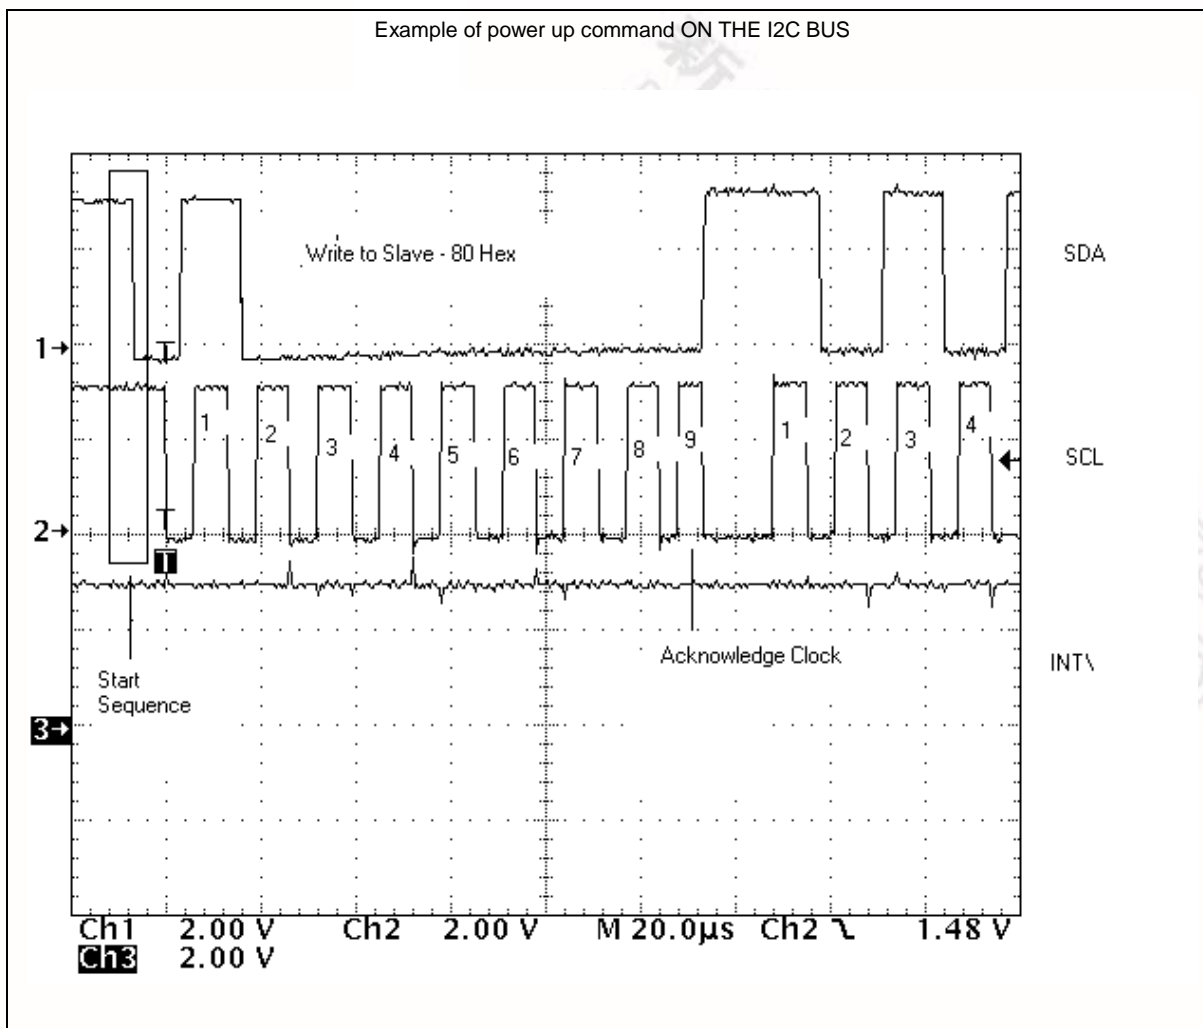 Example of power up command ON THE I2C BUS
Write to Slave - 80 Hex
SDA
1
1 2 3 4 5 6 7 8 9 1 2 3 4
SCL
2
T
T
T
Start
Sequence
Acknowledge Clock
INT\
3
Ch1 2.00 V Ch2 2.00 V M 20.0µs Ch2 1.48 V
Ch3 2.00 V